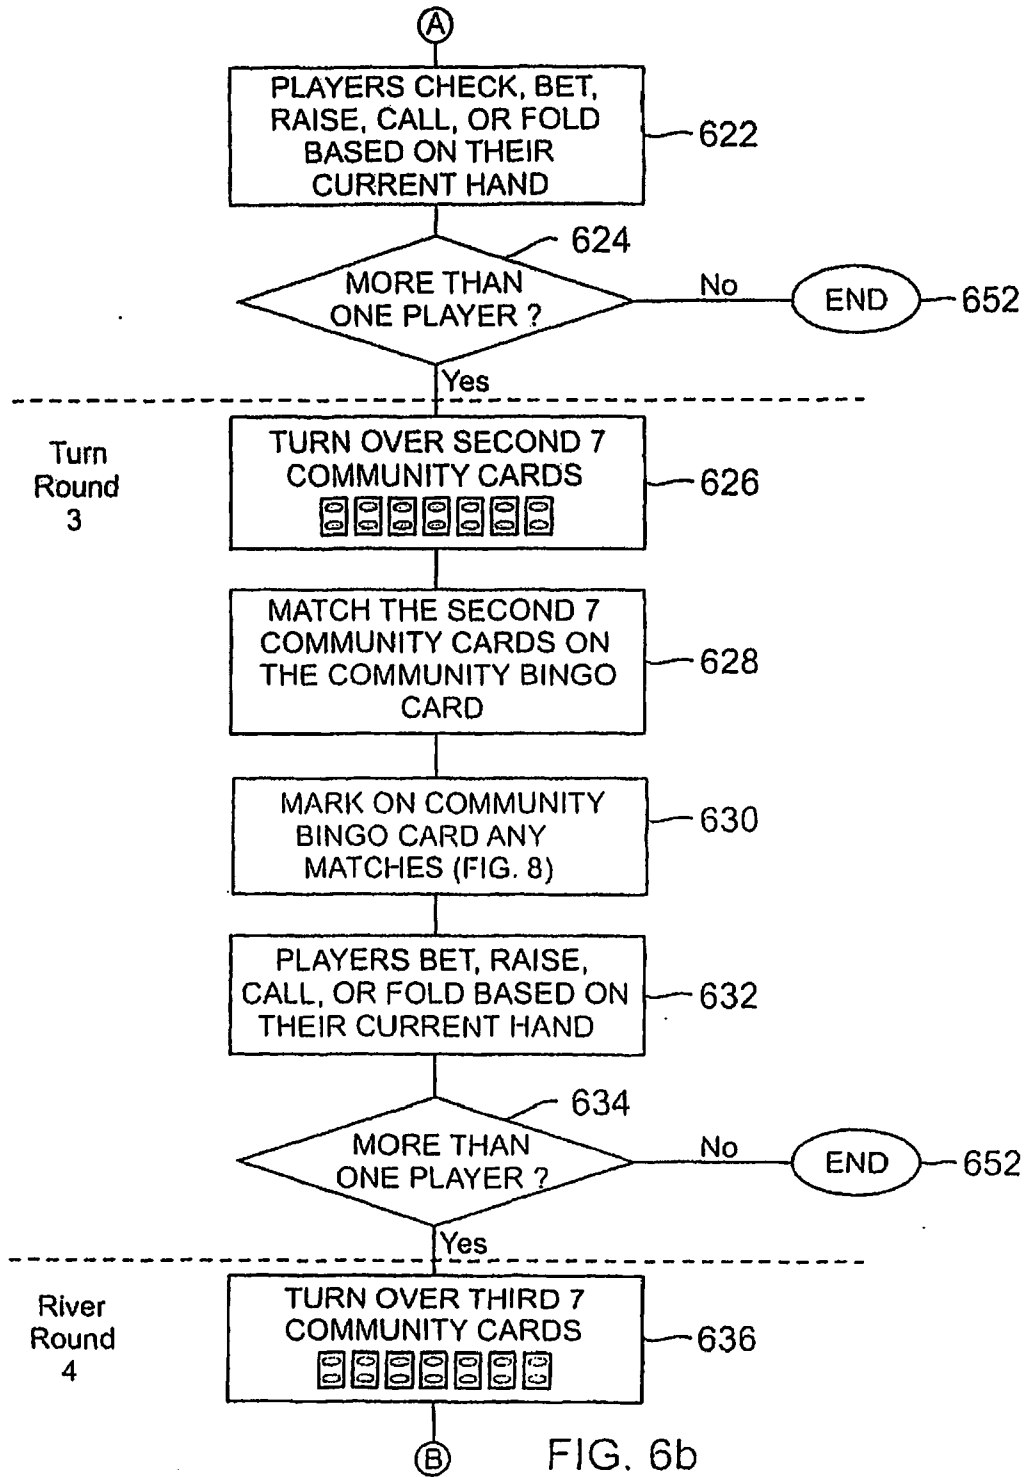 A
PLAYERS CHECK, BET,
RAISE, CALL, OR FOLD
BASED ON THEIR
CURRENT HAND
622
624
MORE THAN
ONE PLAYER ?
No
END
652
Yes
Turn
Round
3
TURN OVER SECOND 7
COMMUNITY CARDS
626
MATCH THE SECOND 7
COMMUNITY CARDS ON
THE COMMUNITY BINGO
CARD
628
MARK ON COMMUNITY
BINGO CARD ANY
MATCHES (FIG. 8)
630
PLAYERS BET, RAISE,
CALL, OR FOLD BASED ON
THEIR CURRENT HAND
632
634
MORE THAN
ONE PLAYER ?
No
END
652
Yes
River
Round
4
TURN OVER THIRD 7
COMMUNITY CARDS
636
B
FIG. 6b